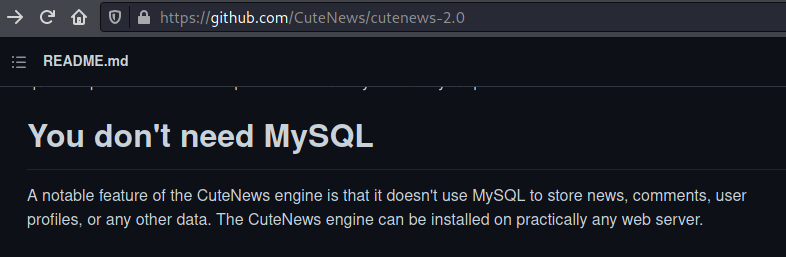 https://github.com/CuteNews/cutenews-2.0
README.md
You don't need MySQL
A notable feature of the CuteNews engine is that it doesn't use MySQL to store news, comments, user
profiles, or any other data. The CuteNews engine can be installed on practically any web server.